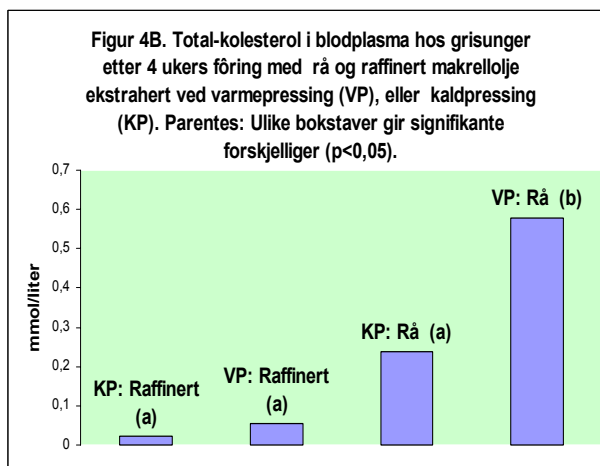 Figur 4B. Total-kolesterol i blodplasma hos grisunger
etter 4 ukers fôring med rå og raffinert makrellolje
ekstrahert ved varmepressing (VP), eller kaldpressing
(KP). Parentes: Ulike bokstaver gir signifikante
forskjelliger (p<0,05).
0,7
0,6
0,5
0,4
0,3
0,2
0,1
0
mmol/liter
KP: Raffinert
(a)
VP: Raffinert
(a)
KP: Rå (a)
VP: Rå (b)